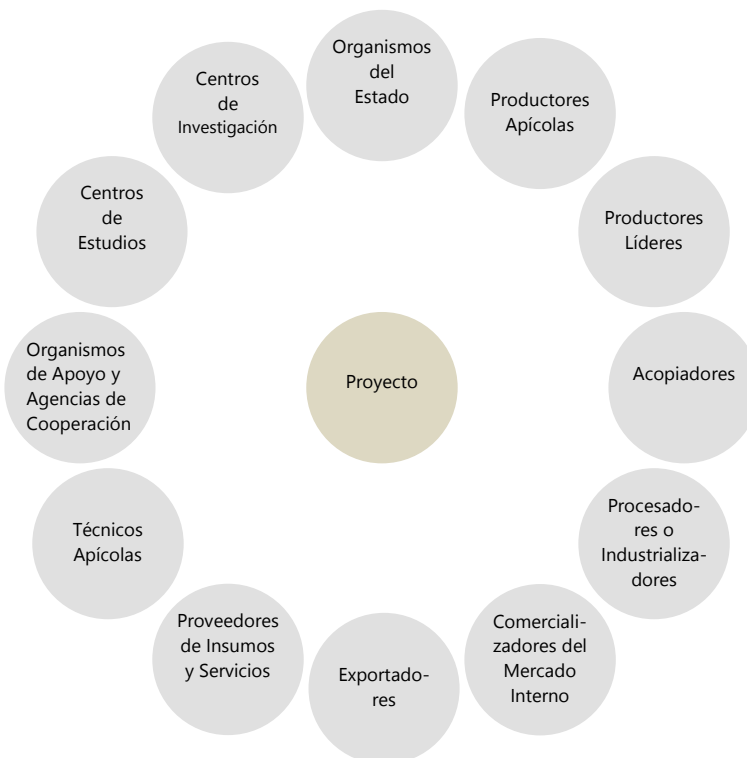 Organismos
del
Estado
Productores
Apícolas
Productores
Líderes
Acopiadores
Procesado-
res o
Industrializa-
dores
Comerciali-
zadores del
Mercado
Interno
Exportado-
res
Proveedores
de Insumos
y Servicios
Técnicos
Apícolas
Organismos
de Apoyo y
Agencias de
Cooperación
Centros
de
Estudios
Centros
de
Investigación
Proyecto